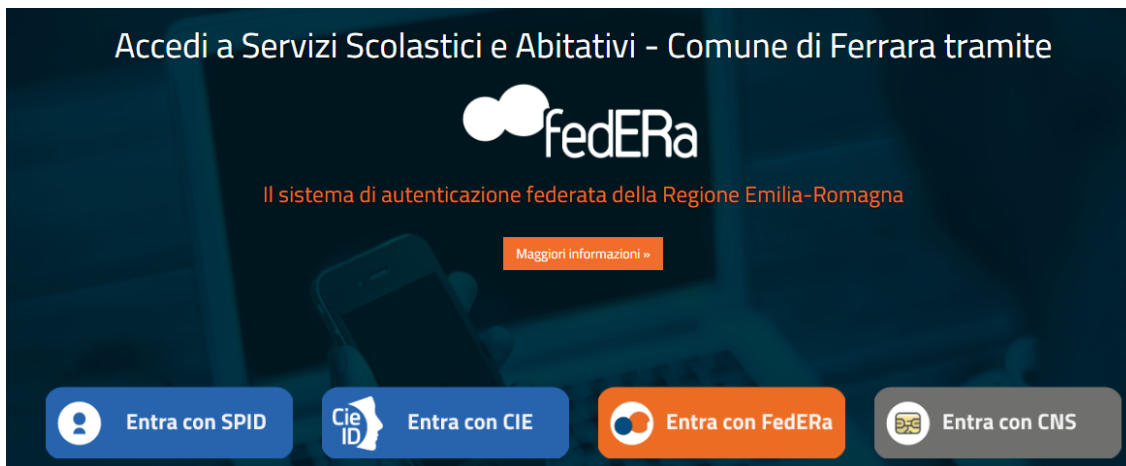 Accedi a Servizi Scolastici e Abitativi - Comune di Ferrara tramite
fedERa
Il sistema di autenticazione federata della Regione Emilia-Romagna
Maggiori informazioni »
Entra con SPID
Cie ID
Entra con CIE
Entra con FedERa
Entra con CNS